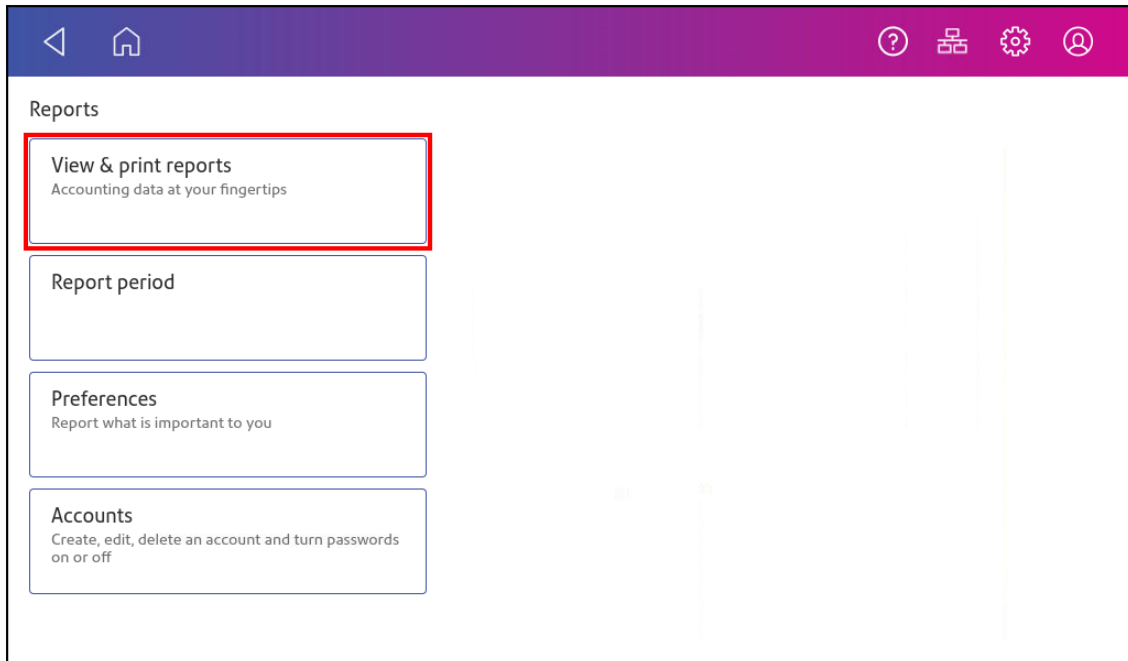 Reports
View & print reports
Accounting data at your fingertips
Report period
Preferences
Report what is important to you
Accounts
Create, edit, delete an account and turn passwords
on or off